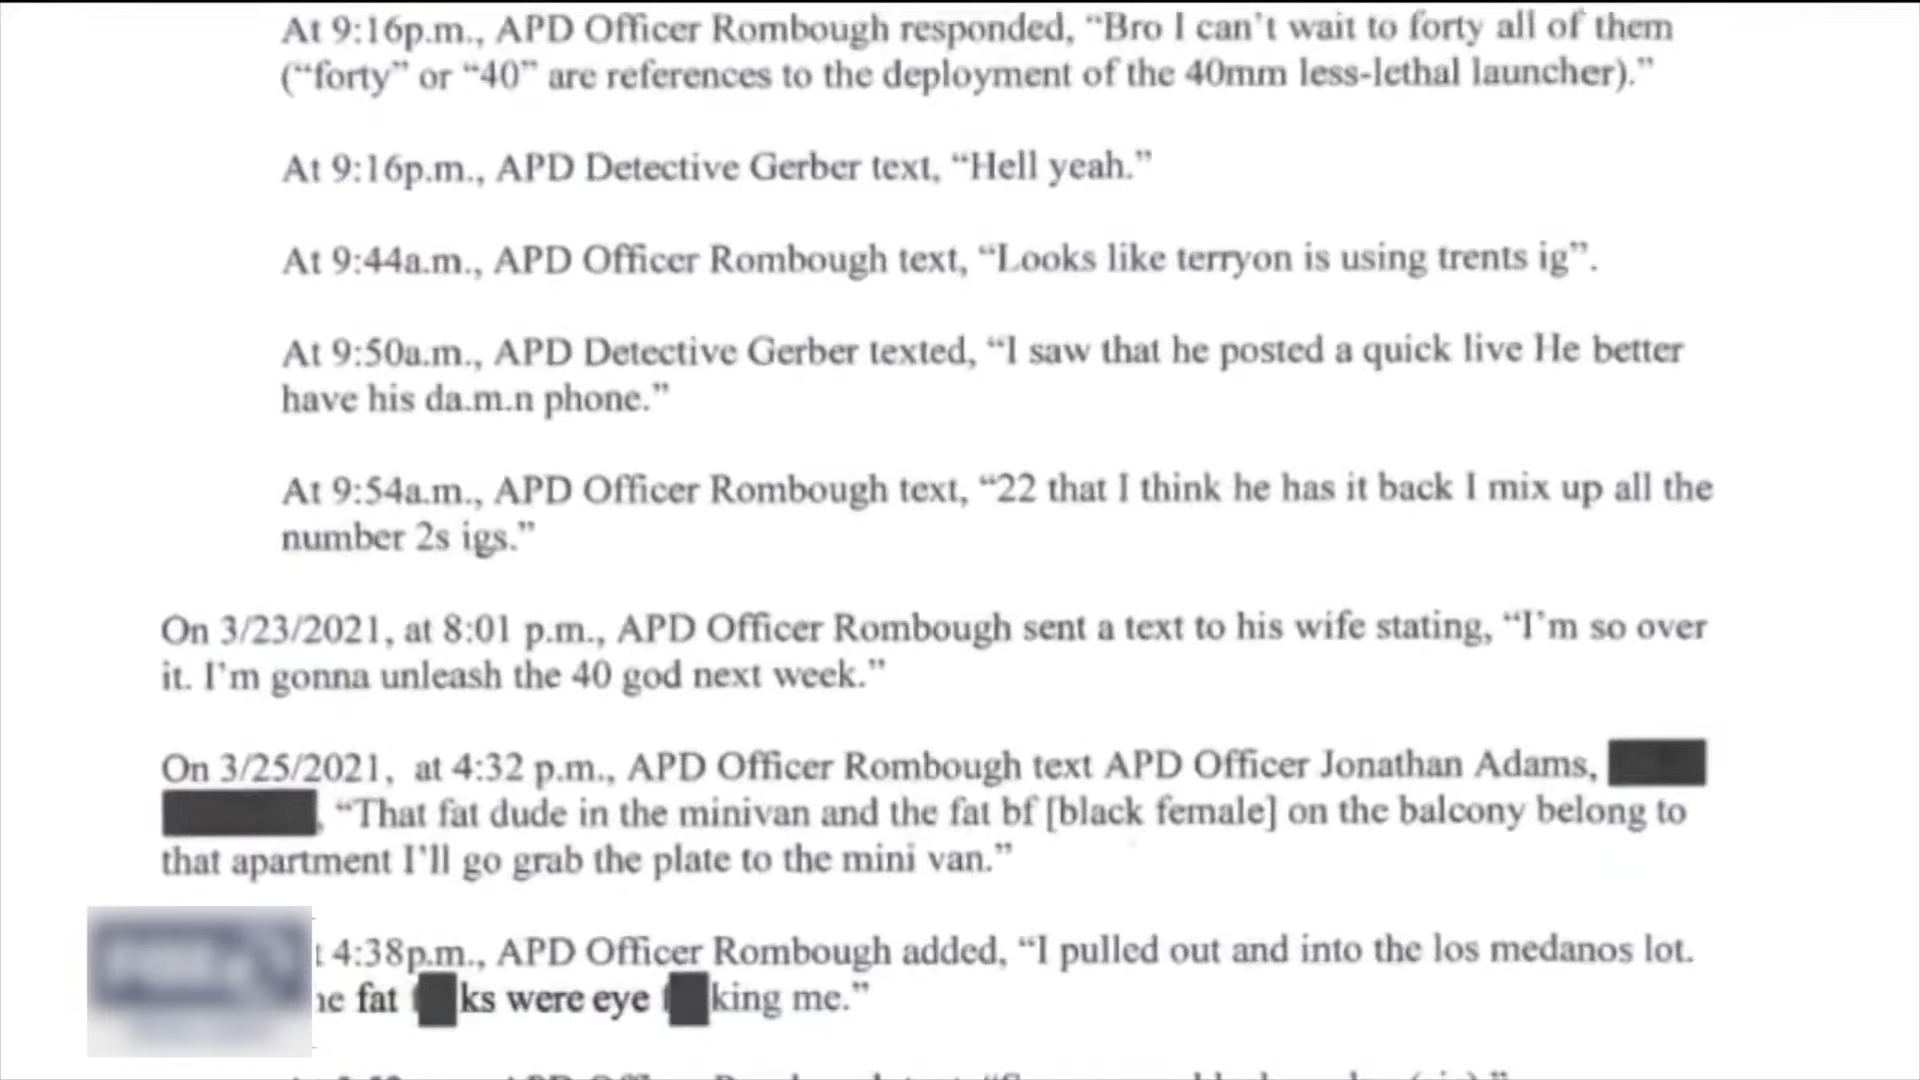 At 9:16p.m., APD Officer Rombough responded, “Bro I can’t wait to forty all of them
(“forty” or “40” are references to the deployment of the 40mm less-lethal launcher).”
At 9:16p.m., APD Detective Gerber text, “Hell yeah.”
At 9:44a.m., APD Officer Rombough text, “Looks like terryon is using trents ig”.
At 9:50a.m., APD Detective Gerber texted, “I saw that he posted a quick live He better
have his da.m.n phone.”
At 9:54a.m., APD Officer Rombough text, “22 that I think he has it back I mix up all the
number 2s igs.”
On 3/23/2021, at 8:01 p.m., APD Officer Rombough sent a text to his wife stating, “I’m so over
it. I’m gonna unleash the 40 god next week.”
On 3/25/2021, at 4:32 p.m., APD Officer Rombough text APD Officer Jonathan Adams,
“That fat dude in the minivan and the fat bf [black female] on the balcony belong to
that apartment I’ll go grab the plate to the mini van.”
t 4:38p.m., APD Officer Rombough added, “I pulled out and into the los medanos lot.
fat ks were eye king me.”